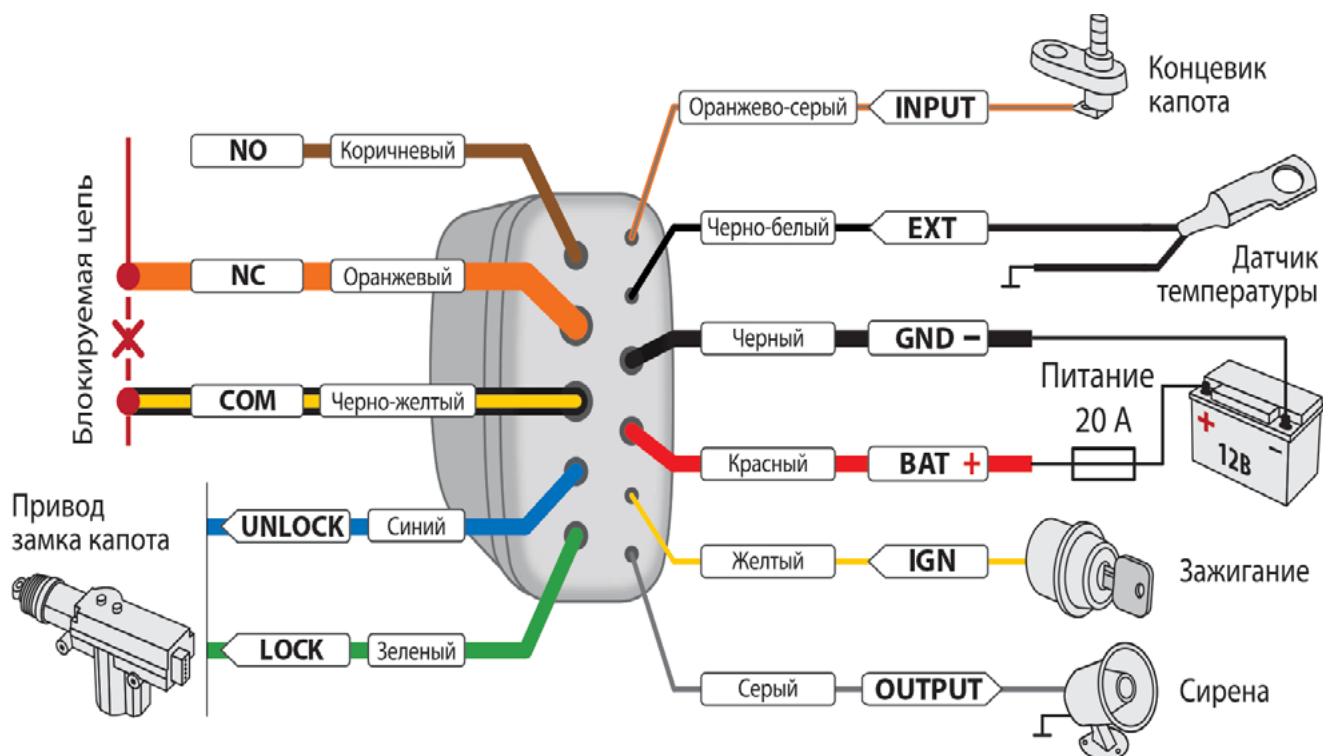 Концевик
капота
Оранжево-серый
INPUT
NO
Коричневый
Блокируемая цепь
Черно-белый
EXT
Датчик
температуры
NC
Оранжевый
Черный
GND –
Питание
20 А
COM
Черно-желтый
Красный
BAT +
+
–
12В
Привод
замка капота
UNLOCK
Синий
Желтый
IGN
Зажигание
LOCK
Зеленый
Серый
OUTPUT
Сирена